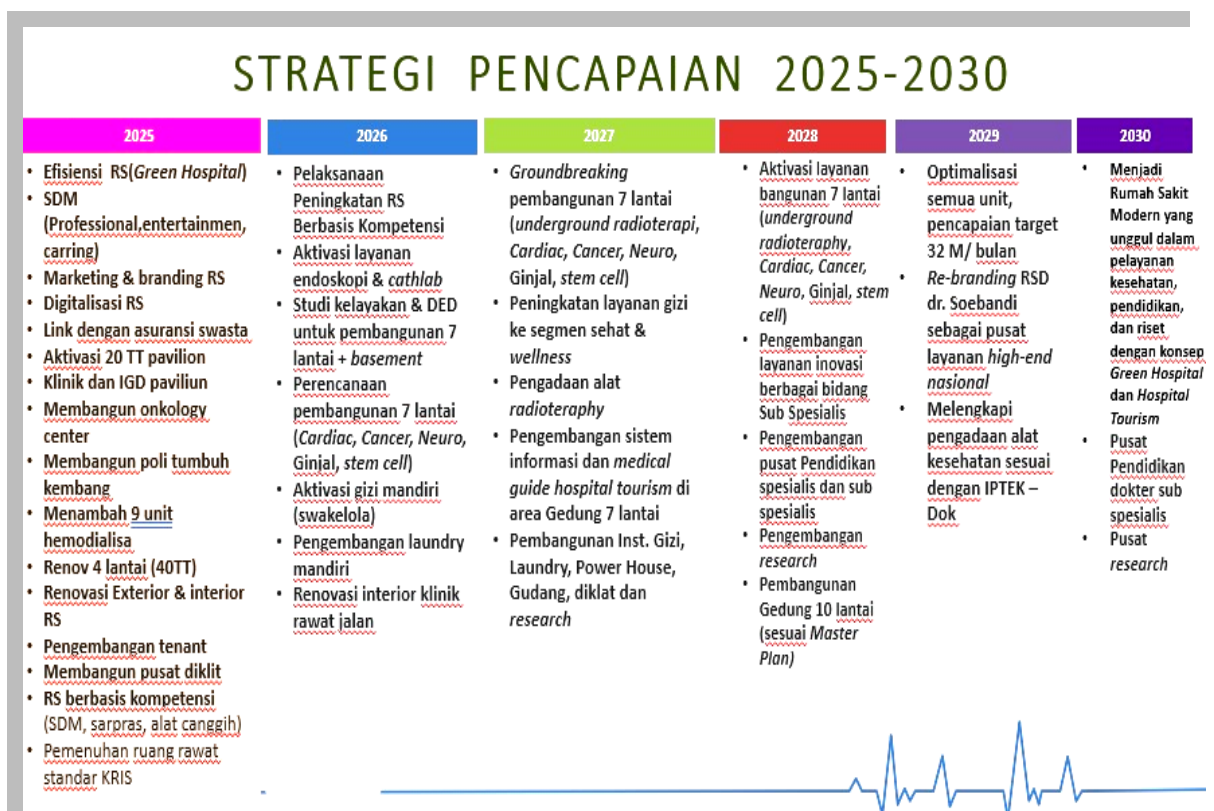 STRATEGI PENCAPAIAN 2025-2030
2025
• Efisiensi RS(Green Hospital)
• SDM
(Professional,entertainmen,
carring)
• Marketing & branding RS
• Digitalisasi RS
• Link dengan asuransi swasta
• Aktivasi 20 TT pavilion
• Klinik dan IGD paviliun
• Membangun onkology
center
• Membangun poli tumbuh
kembang
• Menambah 9 unit
hemodialisa
• Renov 4 lantai (40TT)
• Renovasi Exterior & interior
RS
• Pengembangan tenant
• Membangun pusat diklit
• RS berbasis kompetensi
(SDM, sarpras, alat canggih)
• Pemenuhan ruang rawat
standar KRIS
2026
• Pelaksanaan
Peningkatan RS
Berbasis Kompetensi
• Aktivasi layanan
endoskopi & cathlab
• Studi kelayakan & DED
untuk pembangunan 7
lantai + basement
• Perencanaan
pembangunan 7 lantai
(Cardiac, Cancer, Neuro,
Ginjal, stem cell)
• Aktivasi gizi mandiri
(swakelola)
• Pengembangan laundry
mandiri
• Renovasi interior klinik
rawat jalan
2027
• Groundbreaking
pembangunan 7 lantai
(underground radioterapi,
Cardiac, Cancer, Neuro,
Ginjal, stem cell)
• Peningkatan layanan gizi
ke segmen sehat &
wellness
• Pengadaan alat
radioteraphy
• Pengembangan sistem
informasi dan medical
guide hospital tourism di
area Gedung 7 lantai
• Pembangunan Inst. Gizi,
Laundry, Power House,
Gudang, diklat dan
research
2028
• Aktivasi layanan
bangunan 7 lantai
(underground
radioteraphy,
Cardiac, Cancer,
Neuro, Ginjal, stem
cell)
• Pengembangan
layanan inovasi
berbagai bidang
Sub Spesialis
• Pengembangan
pusat Pendidikan
spesialis dan sub
spesialis
• Pengembangan
research
• Pembangunan
Gedung 10 lantai
(sesuai Master
Plan)
2029
• Optimalisasi
semua unit,
pencapaian target
32 M/ bulan
• Re-branding RSD
dr. Soebandi
sebagai pusat
layanan high-end
nasional
• Melengkapi
pengadaan alat
kesehatan sesuai
dengan IPTEK –
Dok
2030
• Menjadi
Rumah Sakit
Modern yang
unggul dalam
pelayanan
kesehatan,
pendidikan,
dan riset
dengan konsep
Green Hospital
dan Hospital
Tourism
• Pusat
Pendidikan
dokter sub
spesialis
• Pusat
research